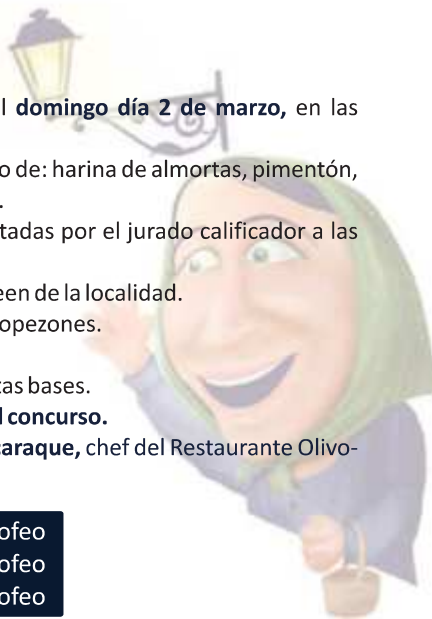 l domingo día 2 de marzo, en las
o de: harina de almortas, pimentón,
.
tadas por el jurado calificador a las
een de la localidad.
opezones.
tas bases.
l concurso.
caraque, chef del Restaurante Olivo-
ofeo
ofeo
ofeo